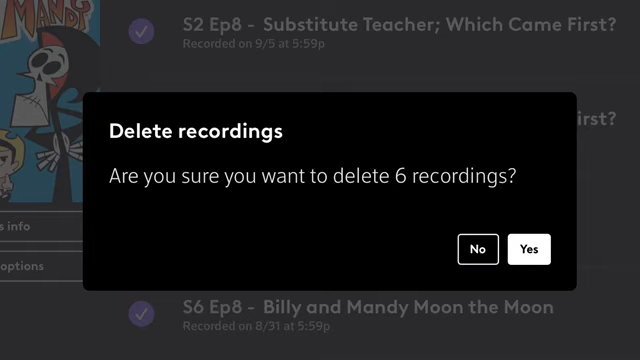 MANDY
S2 Ep8 - Substitute Teacher; Which Came First?
Recorded on 9/5 at 5:59p
irst?
Delete recordings
Are you sure you want to delete 6 recordings?
No
Yes
s info
options
S6 Ep8 - Billy and Mandy Moon the Moon
Recorded on 8/31 at 5:59p